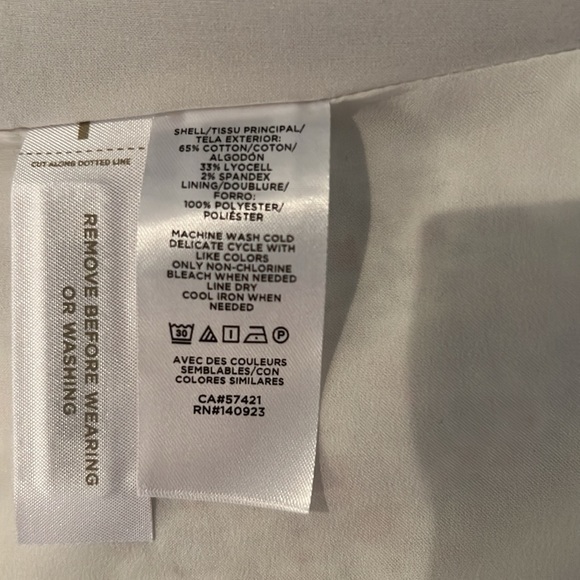 CUT ALONG DOTTED LINE
REMOVE BEFORE WEARING
OR WASHING
SHELL/TISSU PRINCIPAL/
TELA EXTERIOR:
65% COTTON/COTON/
ALGODÓN
33% LYOCELL
2% SPANDEX
LINING/DOUBLURE/
FORRO:
100% POLYESTER/
POLIÉSTER
MACHINE WASH COLD
DELICATE CYCLE WITH
LIKE COLORS
ONLY NON-CHLORINE
BLEACH WHEN NEEDED
LINE DRY
COOL IRON WHEN
NEEDED
30 P
AVEC DES COULEURS
SEMBLABLES/CON
COLORES SIMILARES
CA#57421
RN#140923